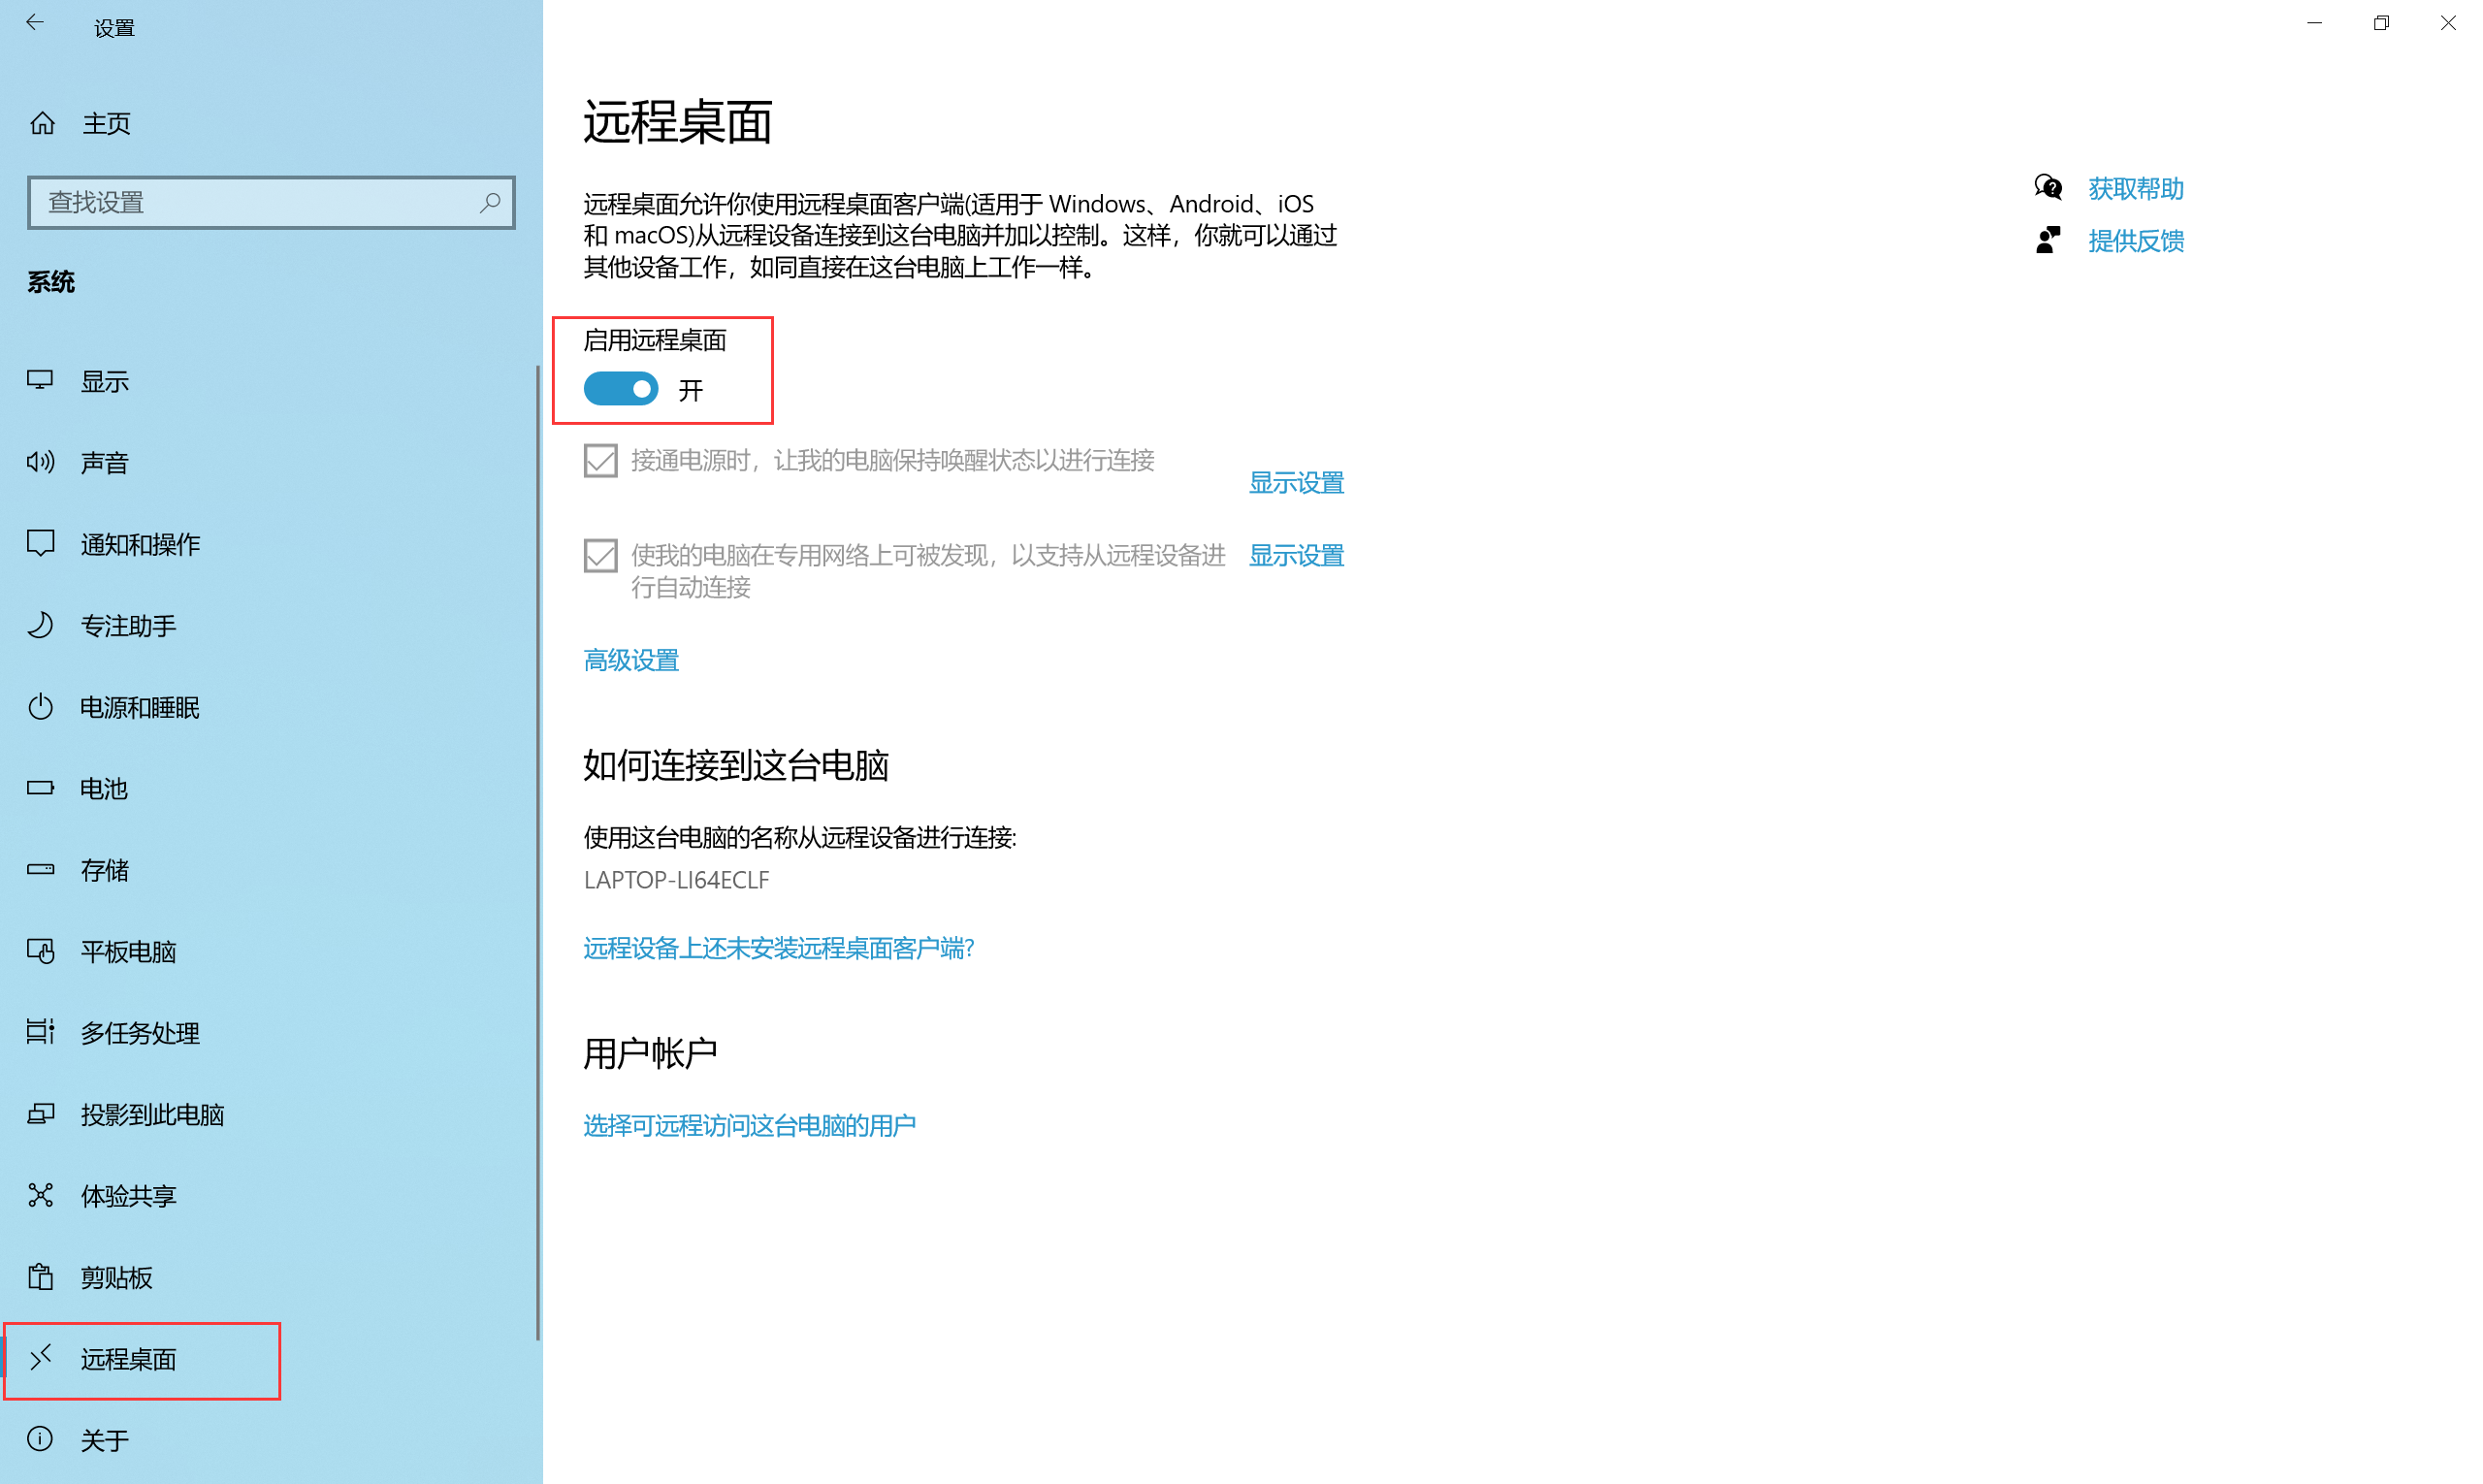 设置
主页
查找设置
系统
显示
声音
通知和操作
专注助手
电源和睡眠
电池
存储
平板电脑
多任务处理
投影到此电脑
体验共享
剪贴板
远程桌面
关于
远程桌面
远程桌面允许你使用远程桌面客户端(适用于 Windows、Android、iOS
和 macOS)从远程设备连接到这台电脑并加以控制。这样，你就可以通过
其他设备工作，如同直接在这台电脑上工作一样。
启用远程桌面
开
接通电源时，让我的电脑保持唤醒状态以进行连接
显示设置
使我的电脑在专用网络上可被发现，以支持从远程设备进
行自动连接
显示设置
高级设置
如何连接到这台电脑
使用这台电脑的名称从远程设备进行连接:
LAPTOP-LI64ECLF
远程设备上还未安装远程桌面客户端?
用户帐户
选择可远程访问这台电脑的用户
获取帮助
提供反馈